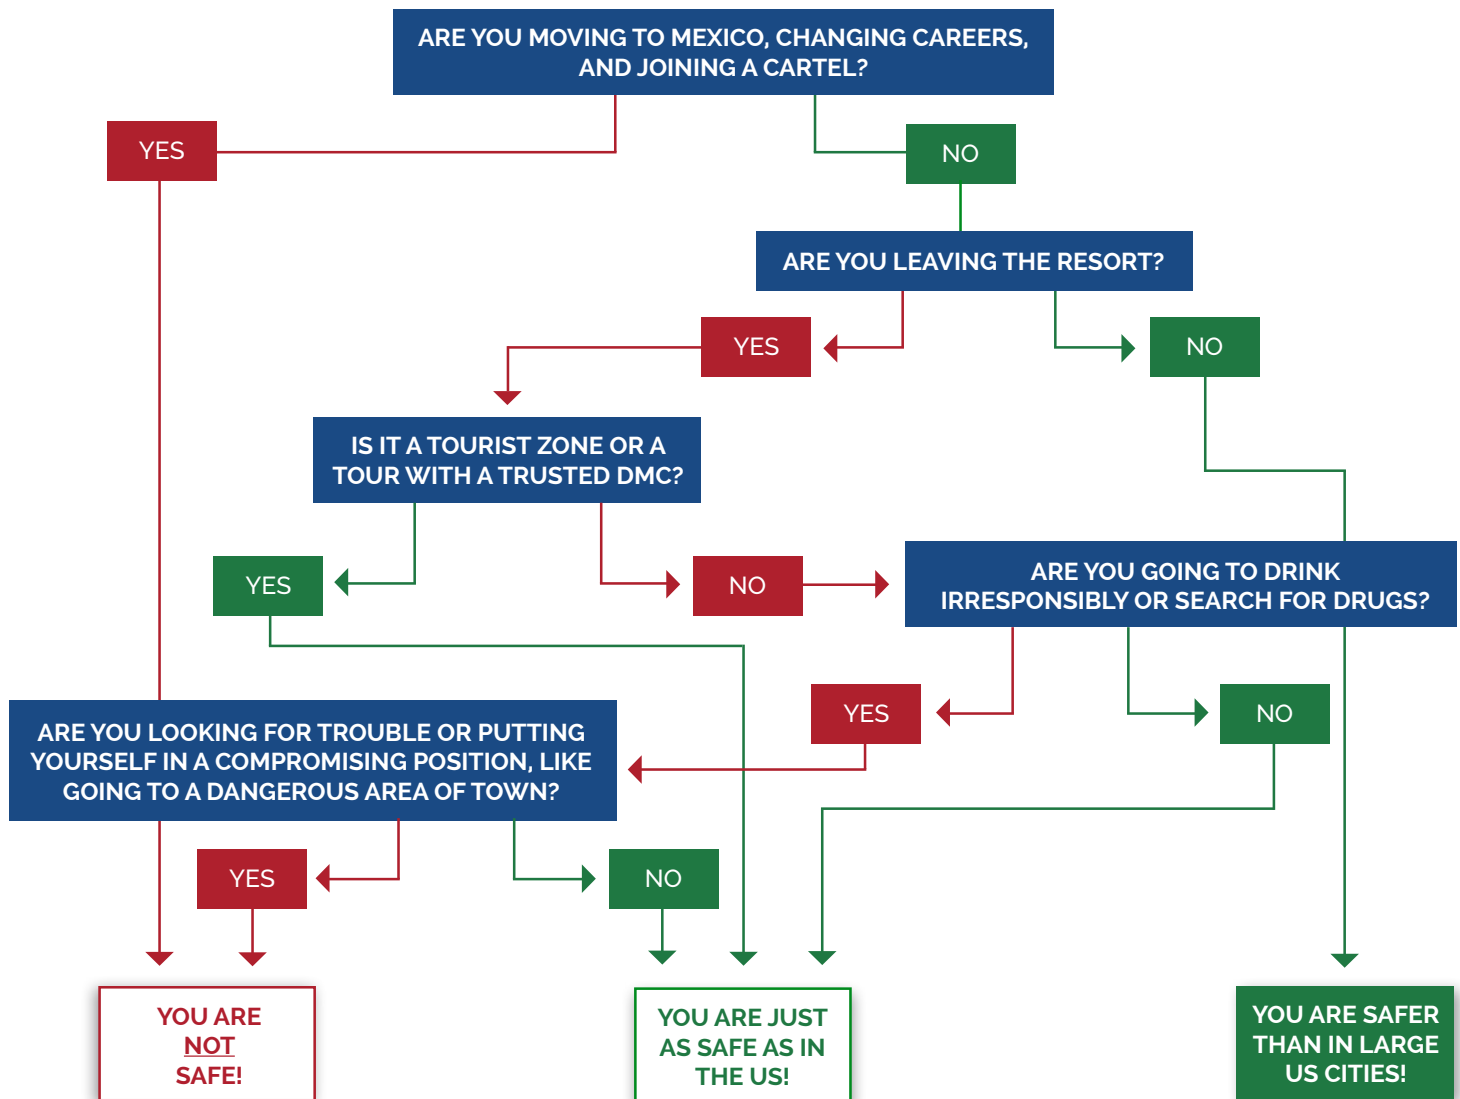 ARE YOU MOVING TO MEXICO, CHANGING CAREERS,
AND JOINING A CARTEL?
YES
NO
ARE YOU LEAVING THE RESORT?
YES
NO
IS IT A TOURIST ZONE OR A
TOUR WITH A TRUSTED DMC?
YES
NO
ARE YOU GOING TO DRINK
IRRESPONSIBLY OR SEARCH FOR DRUGS?
YES
NO
ARE YOU LOOKING FOR TROUBLE OR PUTTING
YOURSELF IN A COMPROMISING POSITION, LIKE
GOING TO A DANGEROUS AREA OF TOWN?
YES
NO
YOU ARE
NOT
SAFE!
YOU ARE JUST
AS SAFE AS IN
THE US!
YOU ARE SAFER
THAN IN LARGE
US CITIES!